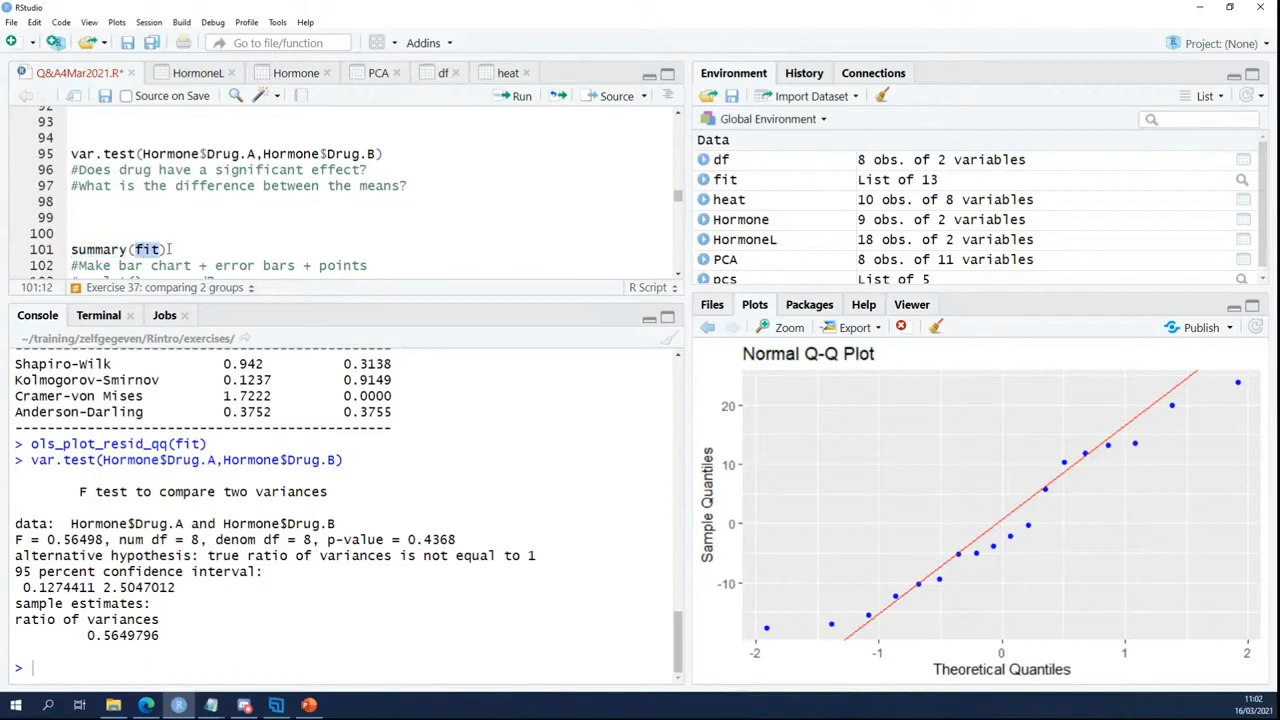 RStudio
File Edit Code View Plots Session Build Debug Profile Tools Help
Go to file/function Addins Project: (None)
Q&A4Mar2021.R* HormoneL Hormone PCA df heat
Source on Save Run Source
92
93
94
95 var.test(Hormone$Drug.A,Hormone$Drug.B)
96 #Does drug have a significant effect?
97 #What is the difference between the means?
98
99
100
101 summary(fit)
102 #Make bar chart + error bars + points
101:12 Exercise 37: comparing 2 groups R Script
Console Terminal Jobs
~/training/zelfgegeven/Rintro/exercises/
Shapiro-Wilk 0.942 0.3138
Kolmogorov-Smirnov 0.1237 0.9149
Cramer-von Mises 1.7222 0.0000
Anderson-Darling 0.3752 0.3755
-----------------------------------------------
> ols_plot_resid_qq(fit)
> var.test(Hormone$Drug.A,Hormone$Drug.B)
F test to compare two variances
data: Hormone$Drug.A and Hormone$Drug.B
F = 0.56498, num df = 8, denom df = 8, p-value = 0.4368
alternative hypothesis: true ratio of variances is not equal to 1
95 percent confidence interval:
0.1274411 2.5047012
sample estimates:
ratio of variances
0.5649796
>
Environment History Connections
Import Dataset List
Global Environment
Data
df 8 obs. of 2 variables
fit List of 13
heat 10 obs. of 8 variables
Hormone 9 obs. of 2 variables
HormoneL 18 obs. of 2 variables
PCA 8 obs. of 11 variables
pcs List of 5
Files Plots Packages Help Viewer
Zoom Export Publish
Normal Q-Q Plot
Sample Quantiles
20
10
0
-10
-2 -1 0 1 2
Theoretical Quantiles
11:02
16/03/2021